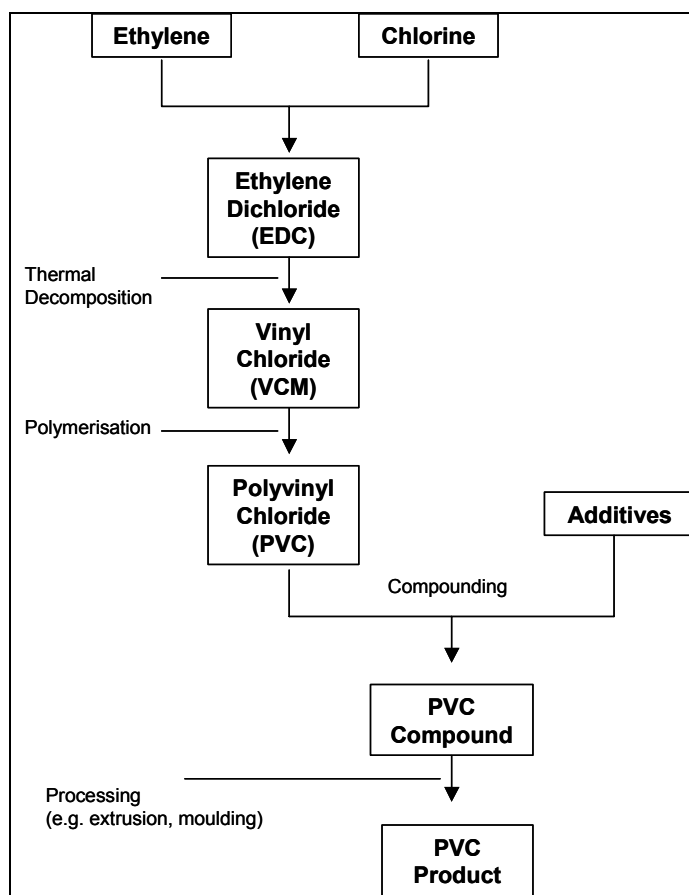 Ethylene
Chlorine
Ethylene
Dichloride
(EDC)
Thermal
Decomposition
Vinyl
Chloride
(VCM)
Polymerisation
Polyvinyl
Chloride
(PVC)
Additives
Compounding
PVC
Compound
Processing
(e.g. extrusion, moulding)
PVC
Product